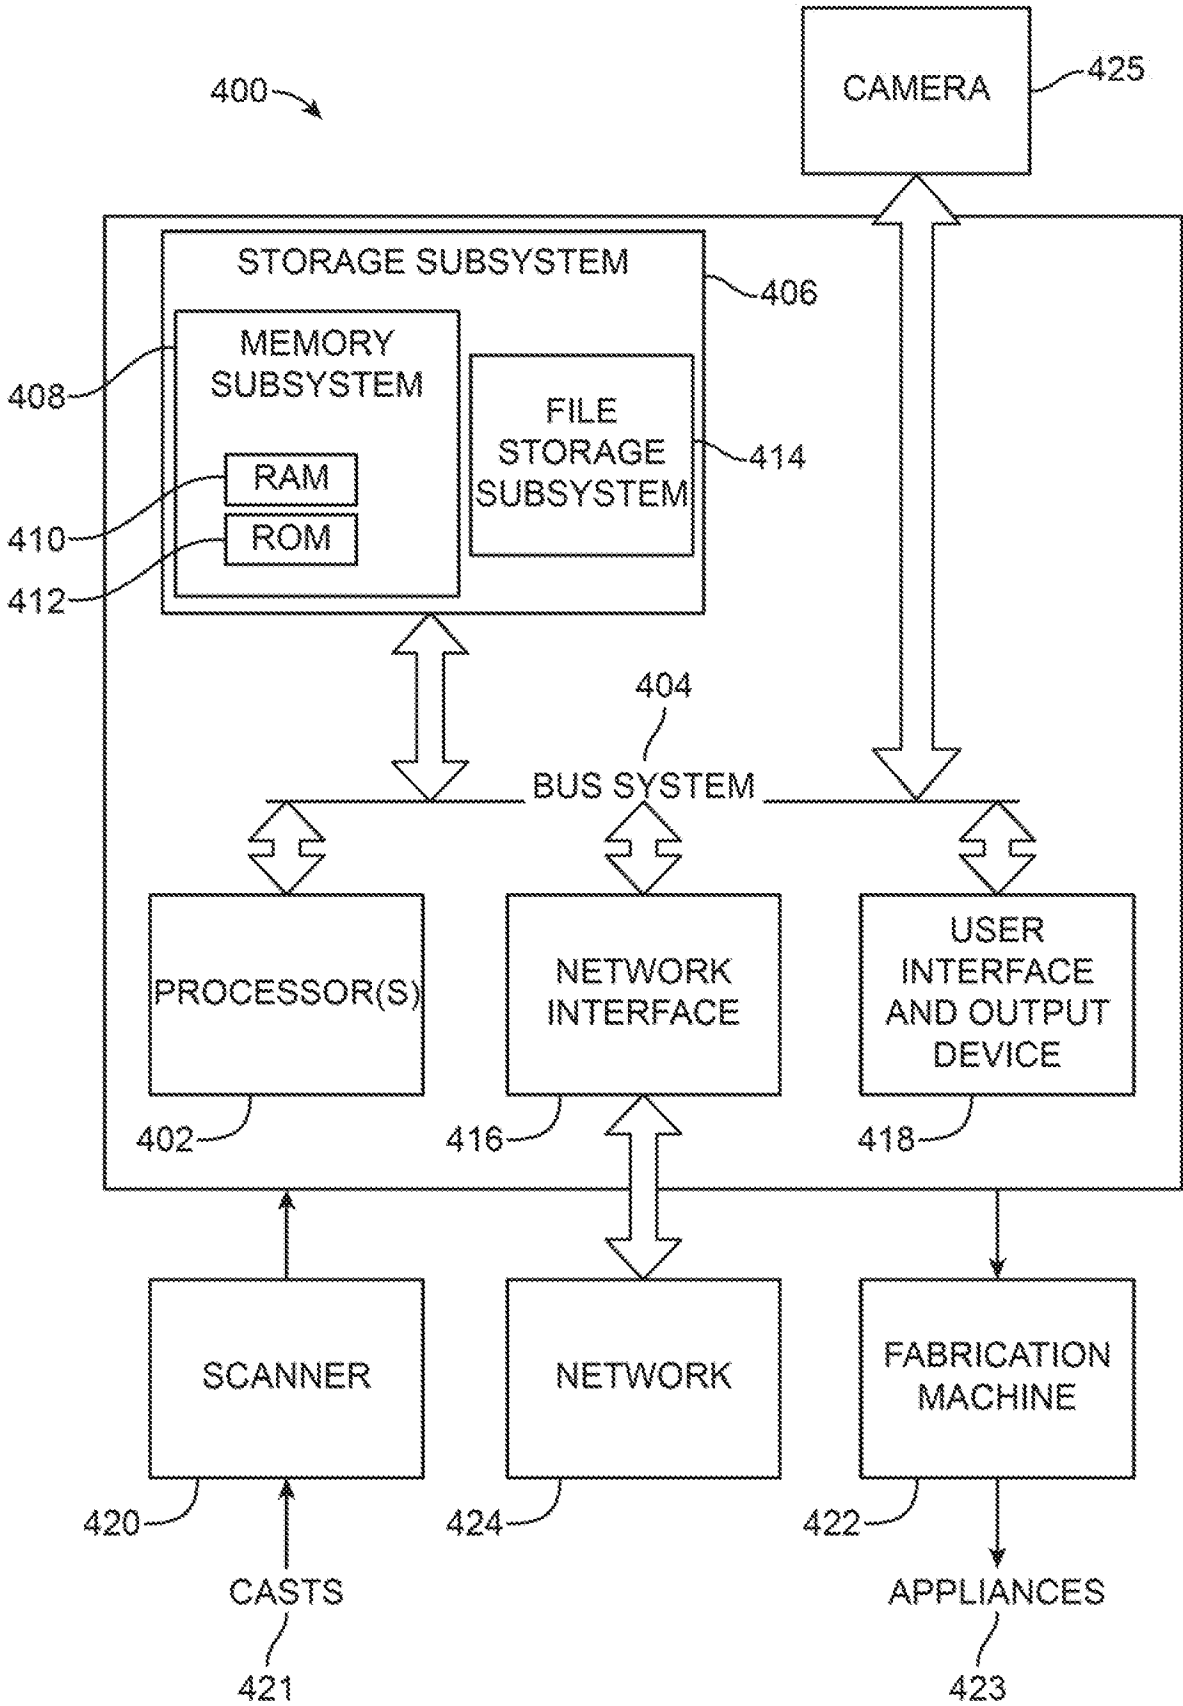 400
CAMERA
425
STORAGE SUBSYSTEM
406
MEMORY
SUBSYSTEM
408
FILE
STORAGE
SUBSYSTEM
414
RAM
410
ROM
412
404
BUS SYSTEM
PROCESSOR(S)
402
NETWORK
INTERFACE
416
USER
INTERFACE
AND OUTPUT
DEVICE
418
SCANNER
420
NETWORK
424
FABRICATION
MACHINE
422
CASTS
421
APPLIANCES
423